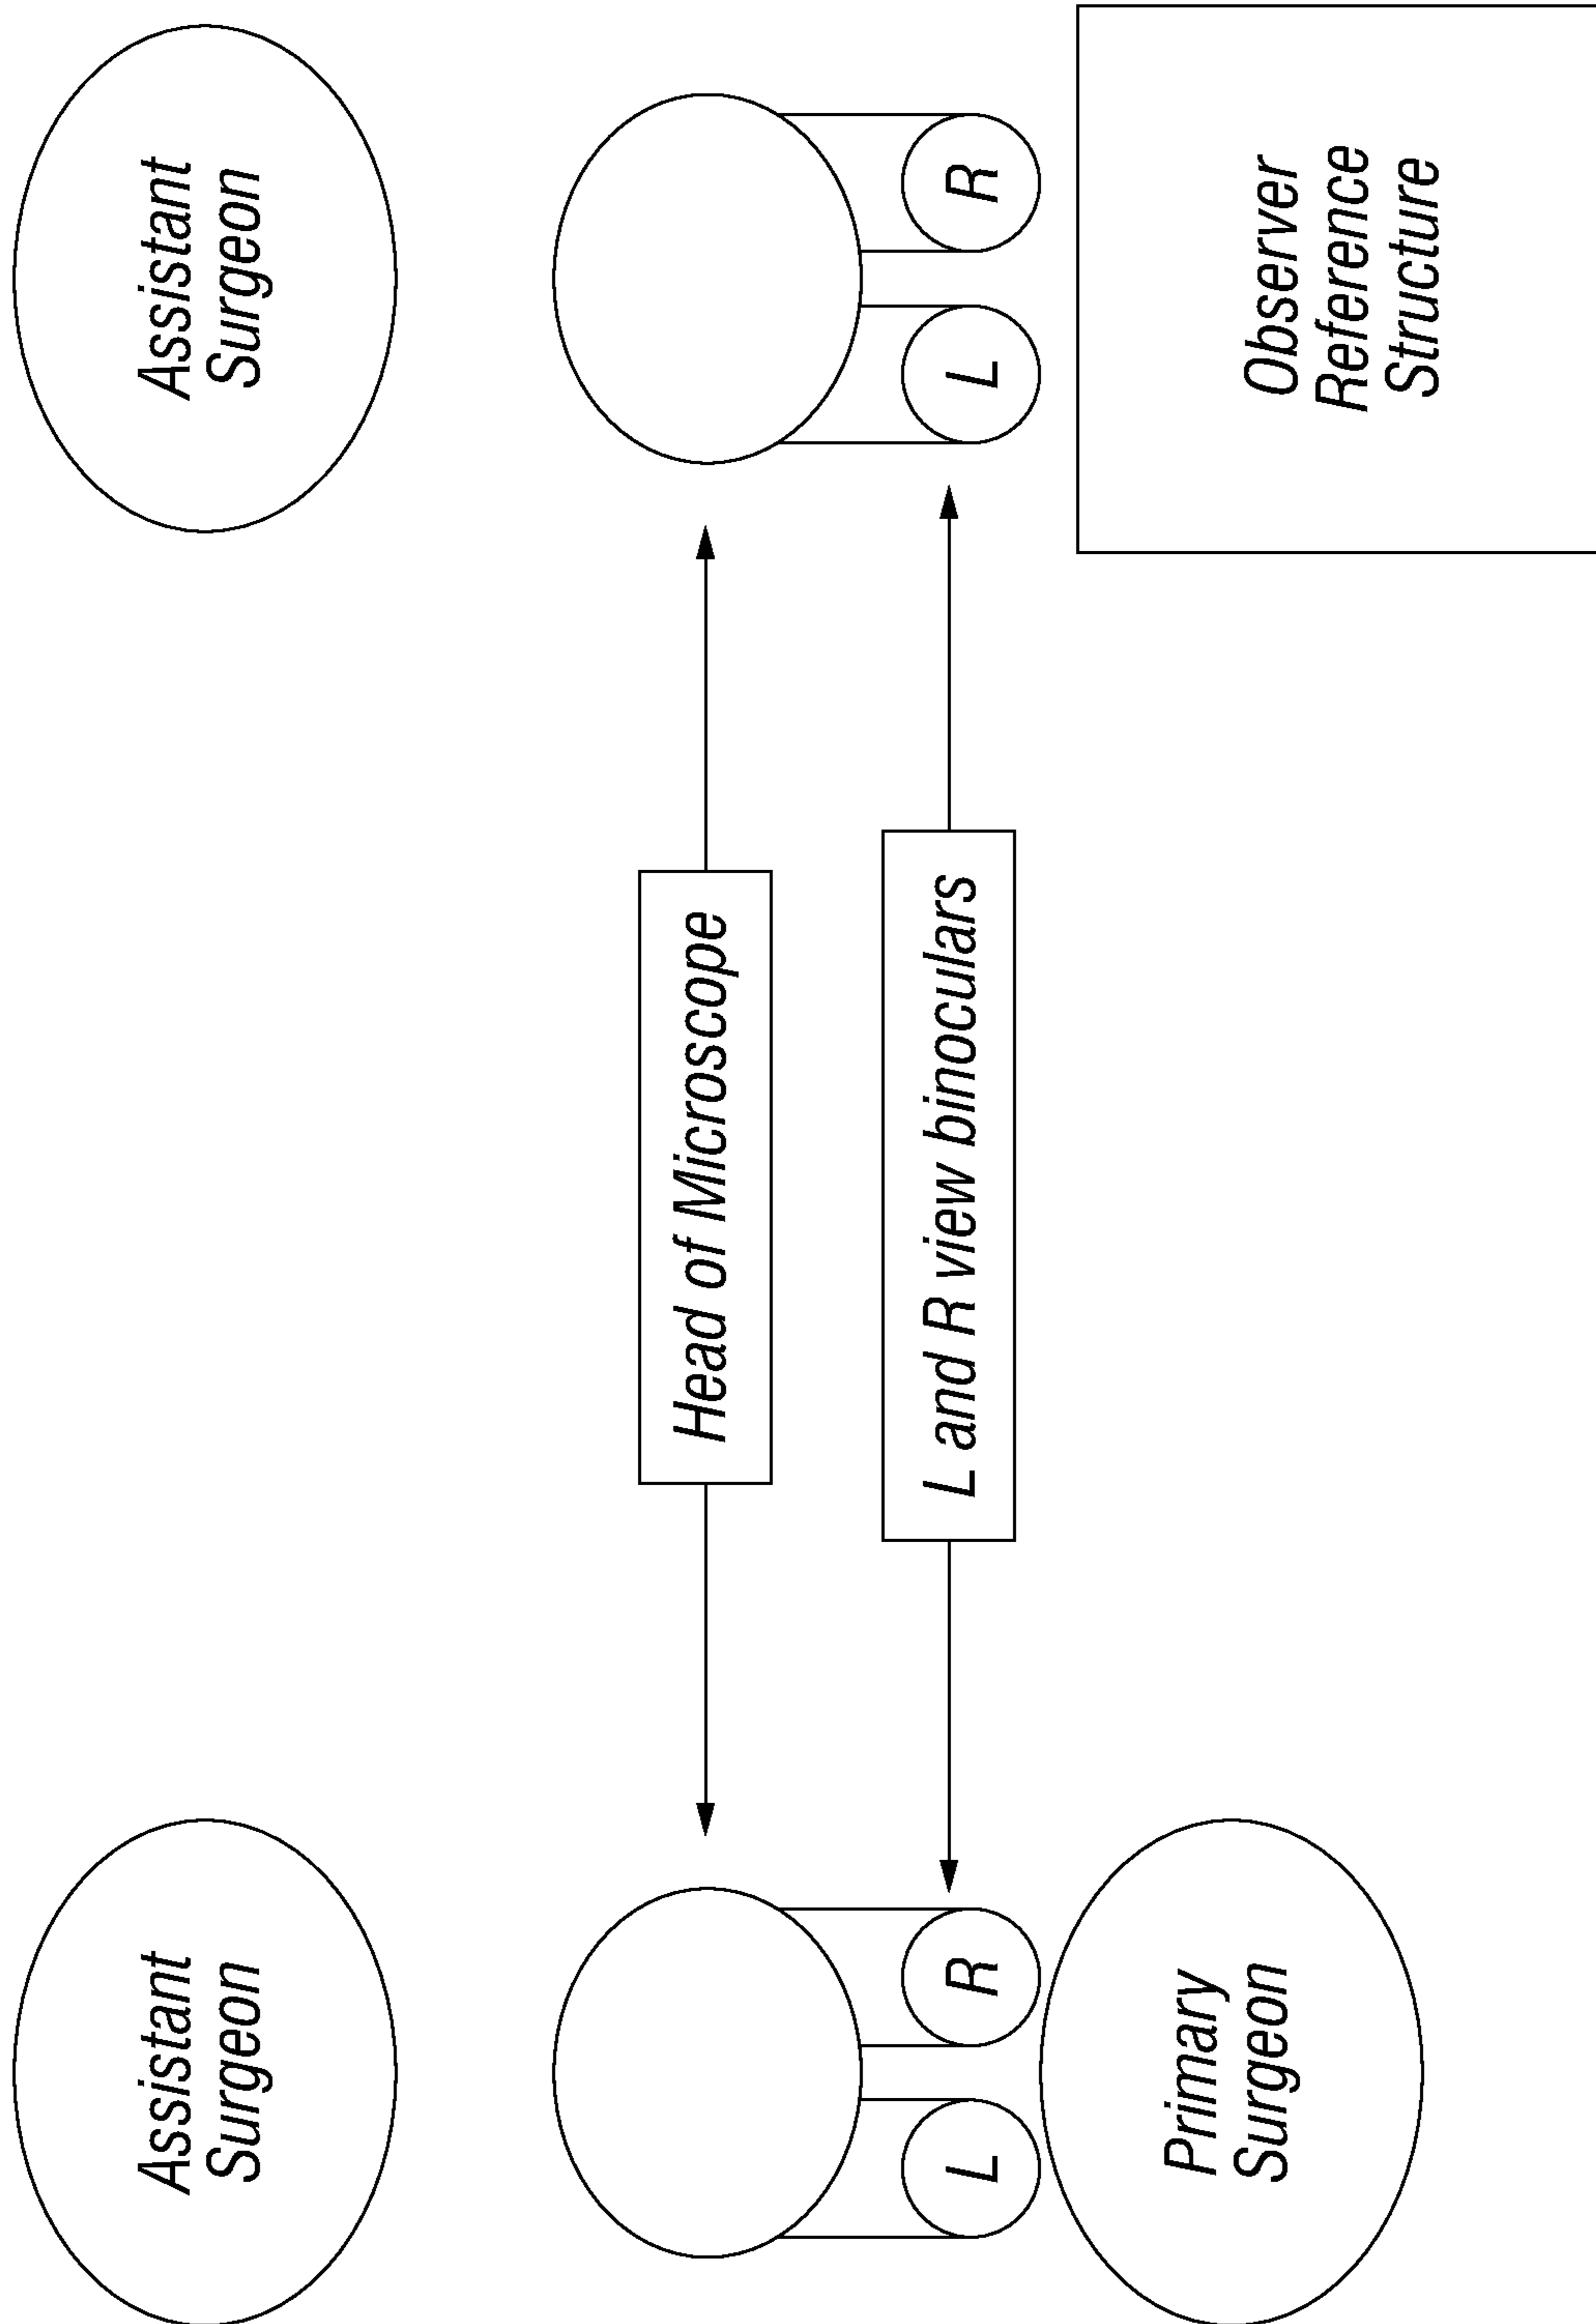 Assistant
Surgeon
Assistant
Surgeon
Head of Microscope
L and R view binoculars
L
R
L
R
Primary
Surgeon
Observer
Reference
Structure